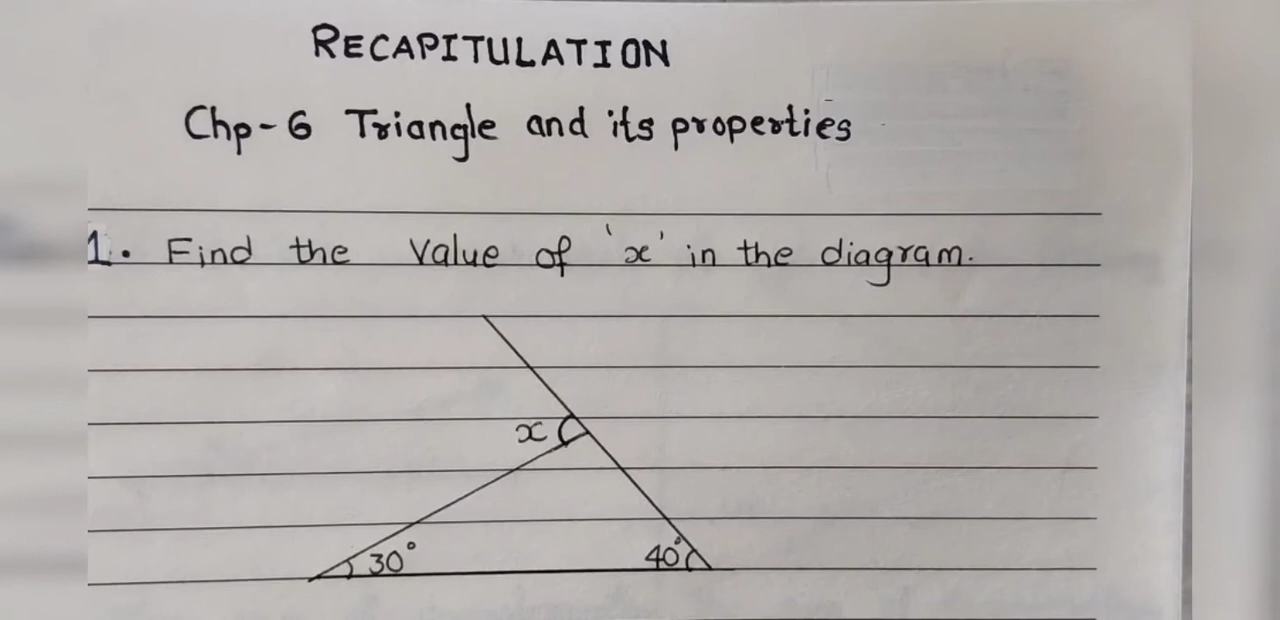 RECAPITULATION
Chp-6 Triangle and its properties
1. Find the value of 'x' in the diagram.
x
30°
40°